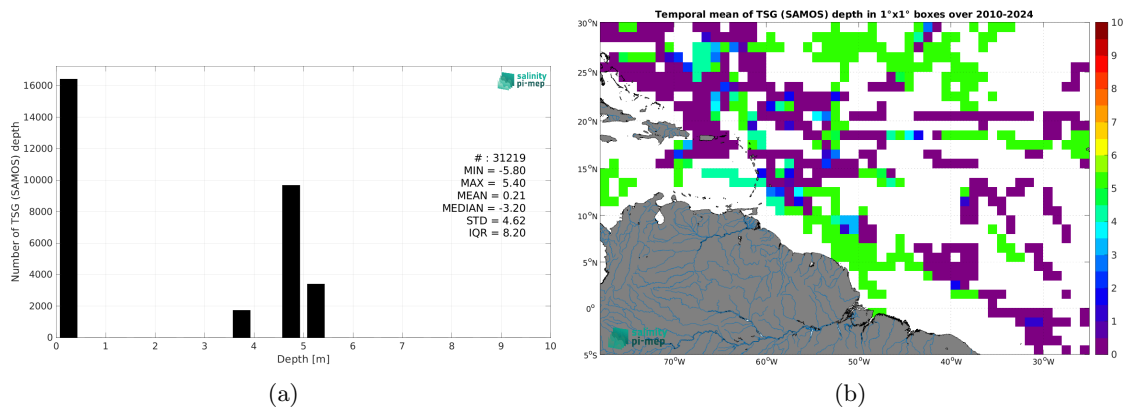 Temporal mean of TSG (SAMOS) depth in 1°x1° boxes over 2010-2024
Number of TSG (SAMOS) depth
16000
14000
12000
10000
8000
6000
4000
2000
0
salinity
pi-mep
# : 31219
MIN = -5.80
MAX = 5.40
MEAN = 0.21
MEDIAN = -3.20
STD = 4.62
IQR = 8.20
0 1 2 3 4 5 6 7 8 9 10
Depth [m]
(a)
30°N
25°N
20°N
15°N
10°N
5°N
0°
5°S
70°W 60°W 50°W 40°W 30°W
salinity
pi-mep
10
9
8
7
6
5
4
3
2
1
0
(b)